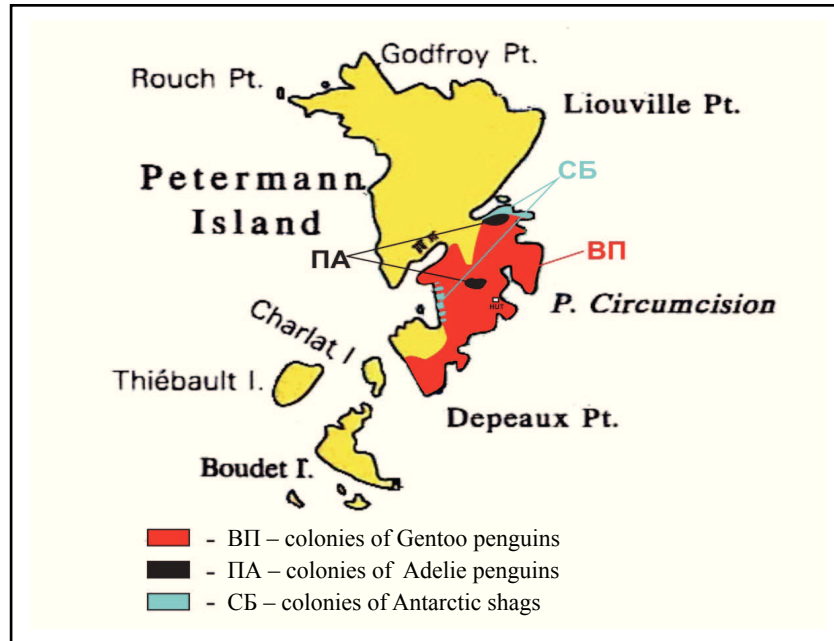 Godfroy Pt.
Rouch Pt.
Liouville Pt.
СБ
Petermann
Island
ПА
ВП
HUT
P. Circumcision
Charlat I
Thiébault I.
Depeaux Pt.
Boudet I.
- ВП – colonies of Gentoo penguins
- ПА – colonies of Adelie penguins
- СБ – colonies of Antarctic shags